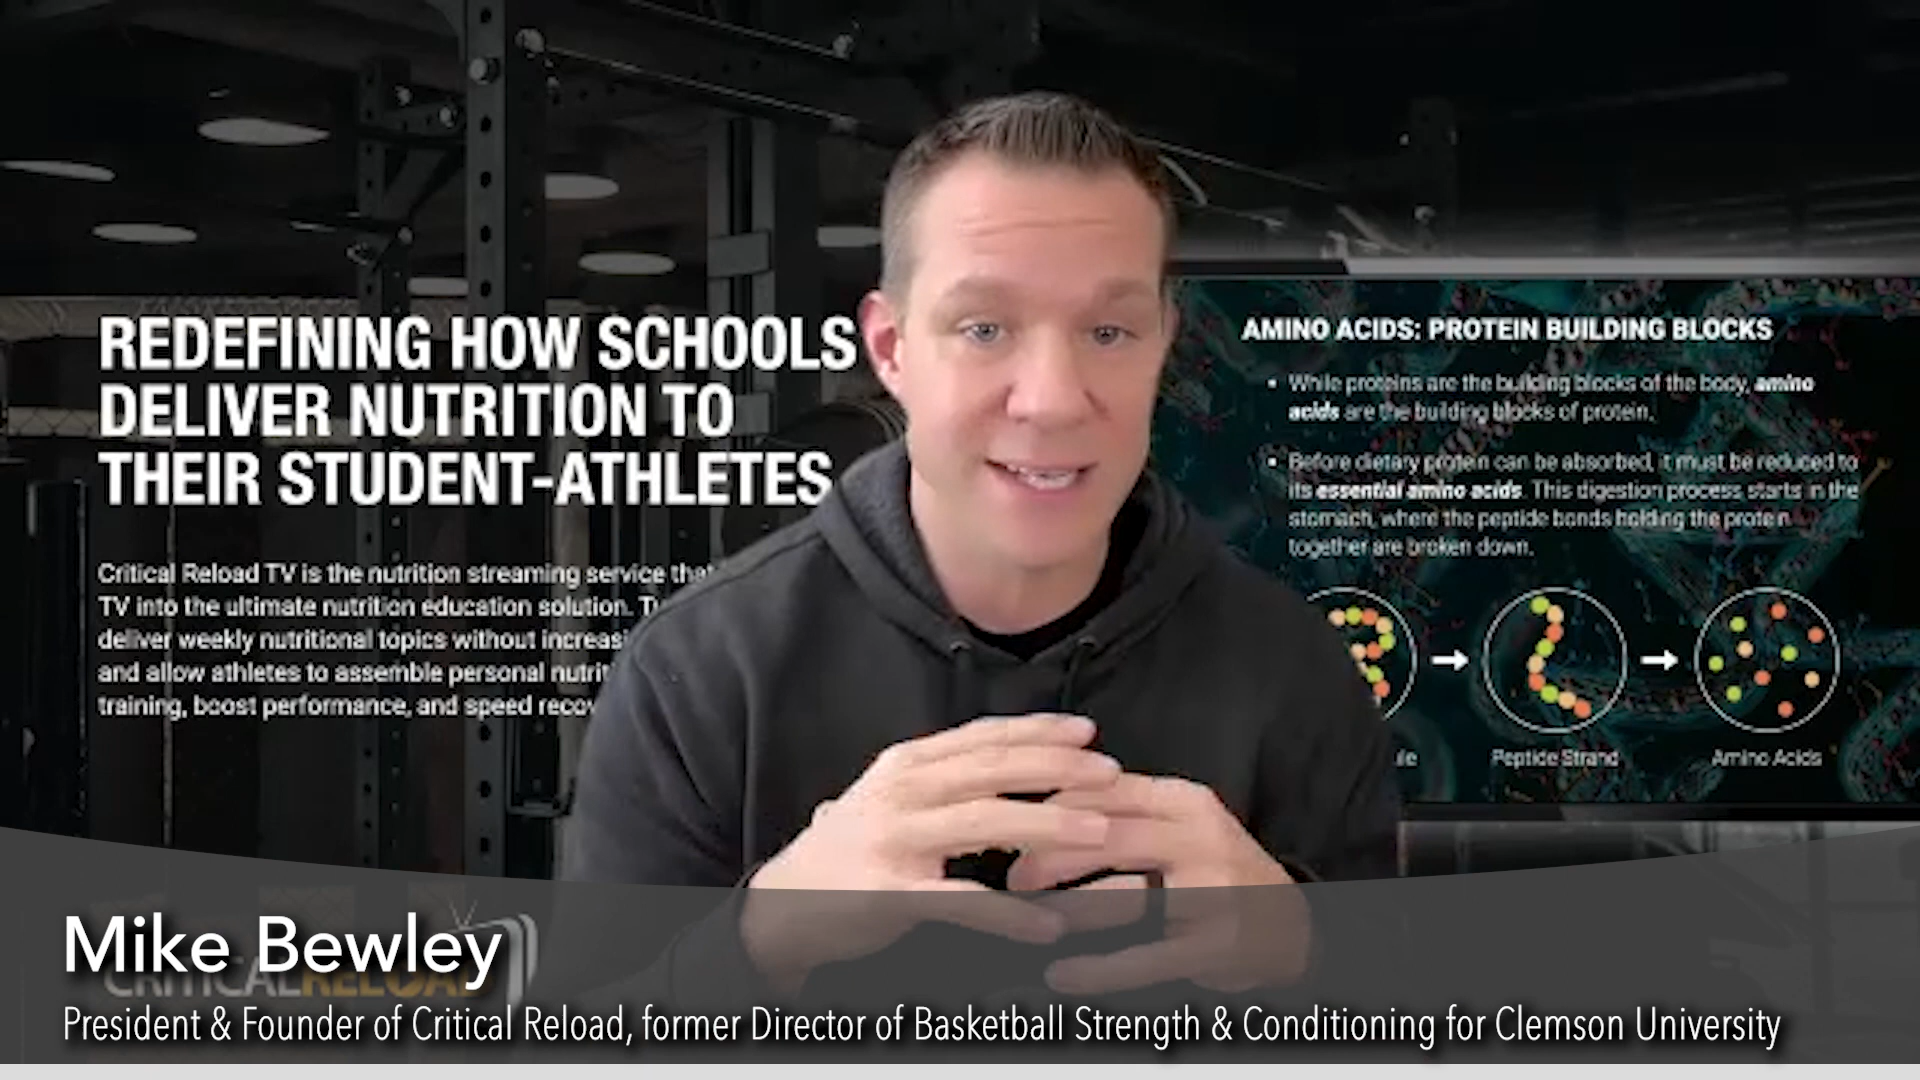 REDEFINING HOW SCHOOLS
DELIVER NUTRITION TO
THEIR STUDENT-ATHLETES
Critical Reload TV is the nutrition streaming service that
TV into the ultimate nutrition education solution.
deliver weekly nutritional topics without
and allow athletes to assemble personal
training, boost performance, and speed
AMINO ACIDS: PROTEIN BUILDING BLOCKS
• While proteins are the building blocks of the body, amino
acids are the building blocks of protein.
• Before dietary protein can be absorbed, it must be reduced to
its essential amino acids. This digestion process starts in the
stomach, where the peptide bonds holding the protein
together are broken down.
Peptide Strand
Amino Acids
CRITICALRELOAD
Mike Bewley
President & Founder of Critical Reload, former Director of Basketball Strength & Conditioning for Clemson University